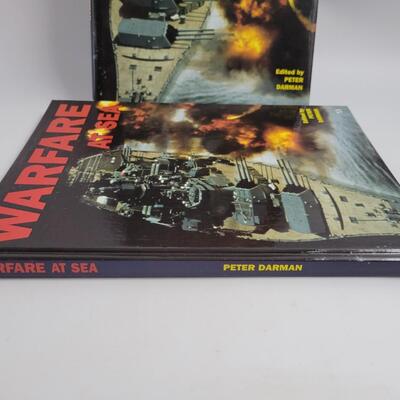 Edited by
PETER
DARMAN
WARFARE
AT SEA
RFARE AT SEA
PETER DARMAN